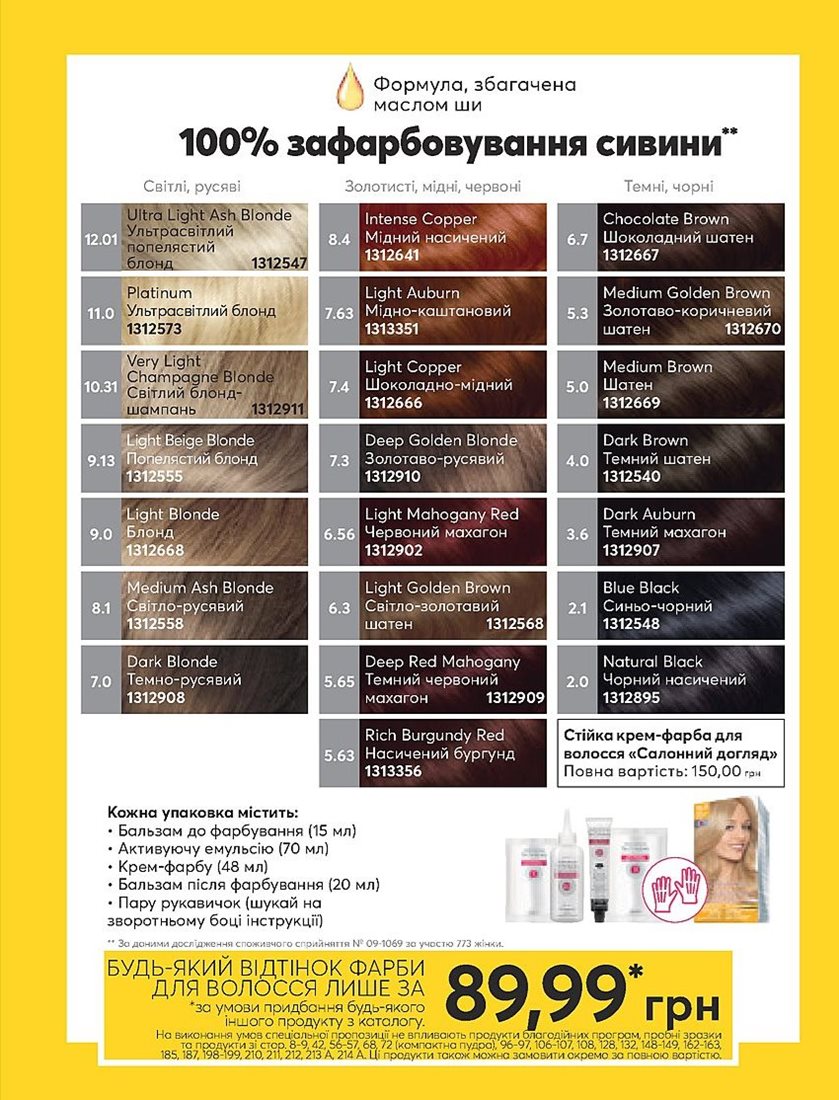 Формула, збагачена
маслом ши
100% зафарбовування сивини**
Світлі, русяві
12.01
Ultra Light Ash Blonde
Ультрасвітлий
попелястий
блонд 1312547
11.0
Platinum
Ультрасвітлий блонд
1312573
10.31
Very Light
Champagne Blonde
Світлий блонд-
шампань 1312911
9.13
Light Beige Blonde
Попелястий блонд
1312555
9.0
Light Blonde
Блонд
1312668
8.1
Medium Ash Blonde
Світло-русявий
1312558
7.0
Dark Blonde
Темно-русявий
1312908
Золотисті, мідні, червоні
8.4
Intense Copper
Мідний насичений
1312641
7.63
Light Auburn
Мідно-каштановий
1313351
7.4
Light Copper
Шоколадно-мідний
1312666
7.3
Deep Golden Blonde
Золотаво-русявий
1312910
6.56
Light Mahogany Red
Червоний махагон
1312902
6.3
Light Golden Brown
Світло-золотавий
шатен 1312568
5.65
Deep Red Mahogany
Темний червоний
махагон 1312909
5.63
Rich Burgundy Red
Насичений бургунд
1313356
Темні, чорні
6.7
Chocolate Brown
Шоколадний шатен
1312667
5.3
Medium Golden Brown
Золотаво-коричневий
шатен 1312670
5.0
Medium Brown
Шатен
1312669
4.0
Dark Brown
Темний шатен
1312540
3.6
Dark Auburn
Темний махагон
1312907
2.1
Blue Black
Синьо-чорний
1312548
2.0
Natural Black
Чорний насичений
1312895
Стійка крем-фарба для
волосся «Салонний догляд»
Повна вартість: 150,00 грн
Кожна упаковка містить:
• Бальзам до фарбування (15 мл)
• Активуючу емульсію (70 мл)
• Крем-фарбу (48 мл)
• Бальзам після фарбування (20 мл)
• Пару рукавичок (шукай на
зворотньому боці інструкції)
** За даними дослідження споживчого сприйняття № 09-1069 за участю 773 жінки.
БУДЬ-ЯКИЙ ВІДТІНОК ФАРБИ
ДЛЯ ВОЛОССЯ ЛИШЕ ЗА
*за умови придбання будь-якого
іншого продукту з каталогу.
89,99* грн
На виконання умов спеціальної пропозиції не впливають продукти благодійних програм, пробні зразки
та продукти зі стор. 8-9, 42, 56-57, 68, 72 (компактна пудра), 96-97, 106-107, 108, 128, 132, 148-149, 162-163,
185, 187, 198-199, 210, 211, 212, 213 А, 214 А. Ці продукти також можна замовити окремо за повною вартістю.